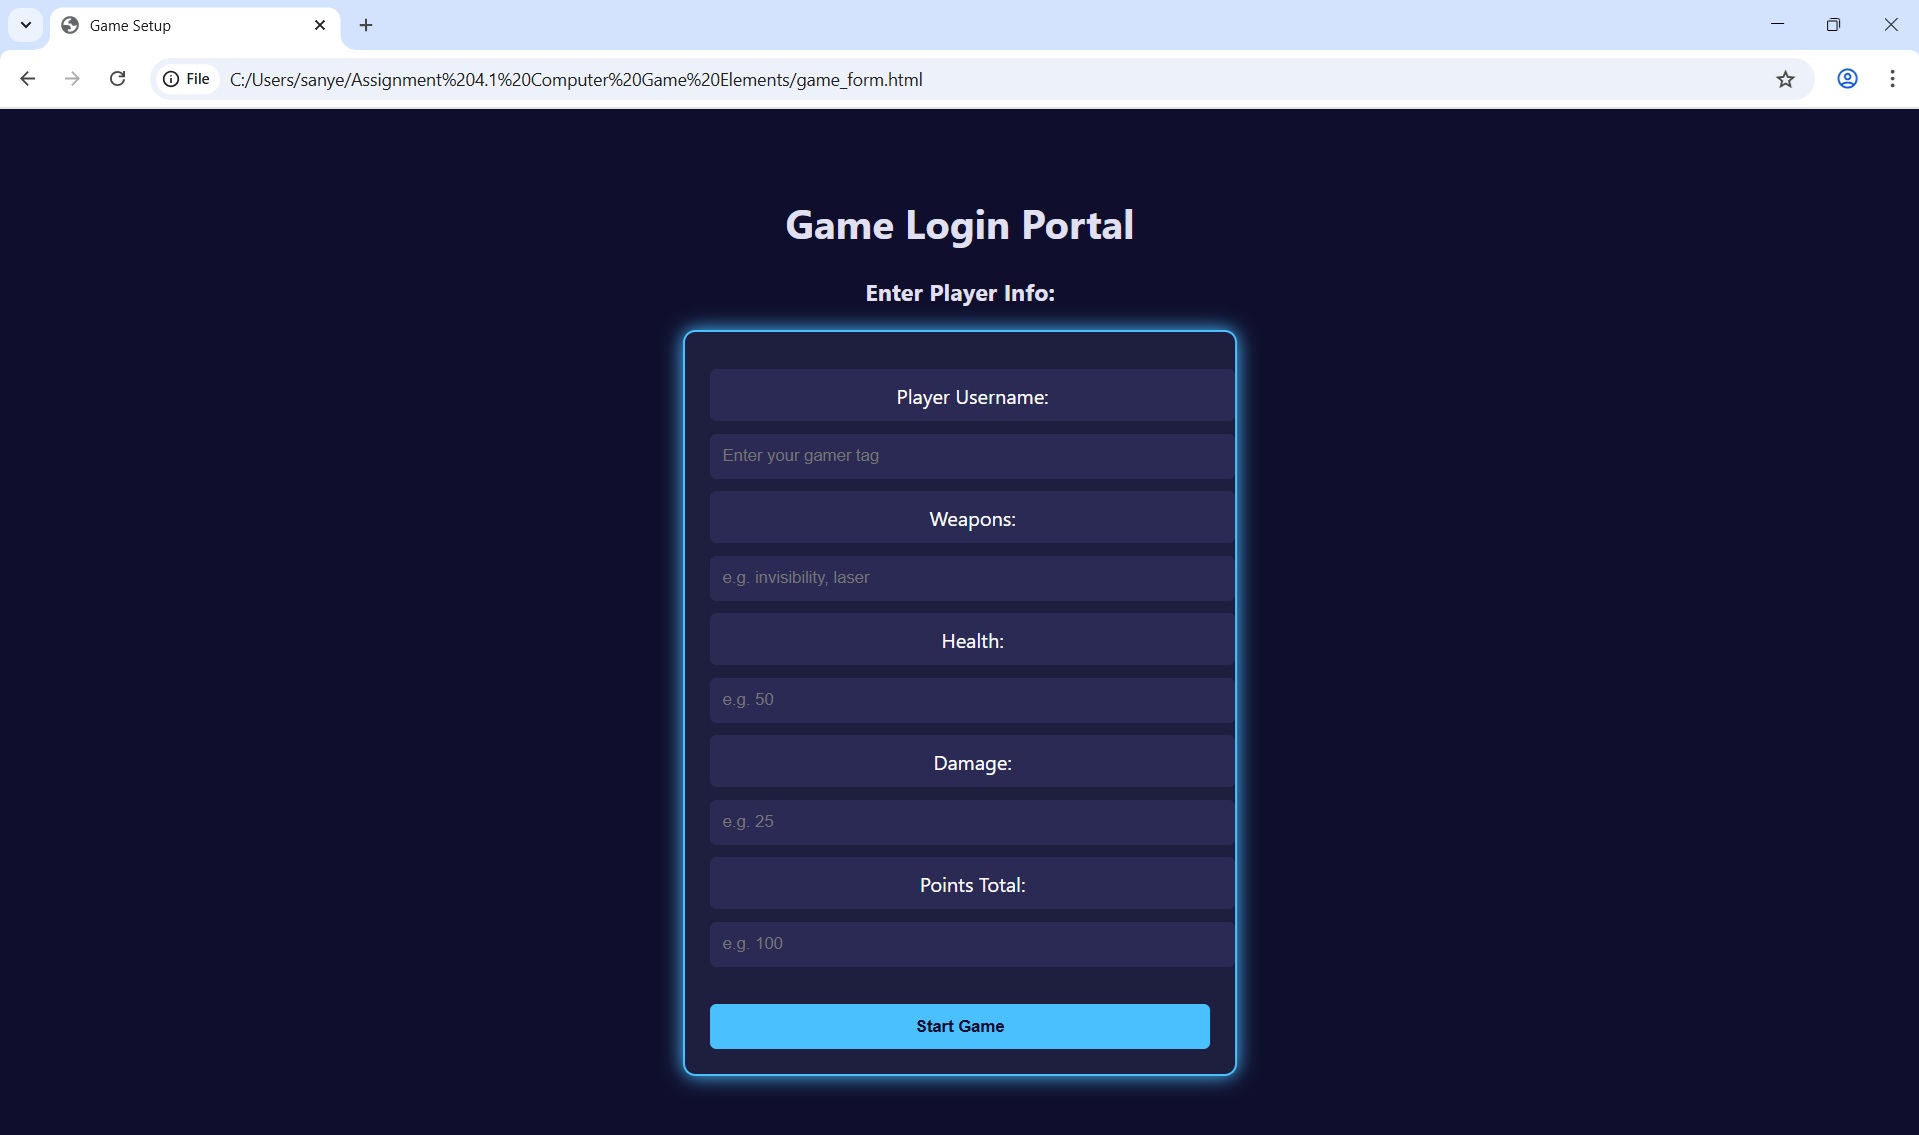 Game Setup
File
C:/Users/sanye/Assignment%204.1%20Computer%20Game%20Elements/game_form.html
Game Login Portal
Enter Player Info:
Player Username:
Enter your gamer tag
Weapons:
e.g. invisibility, laser
Health:
e.g. 50
Damage:
e.g. 25
Points Total:
e.g. 100
Start Game